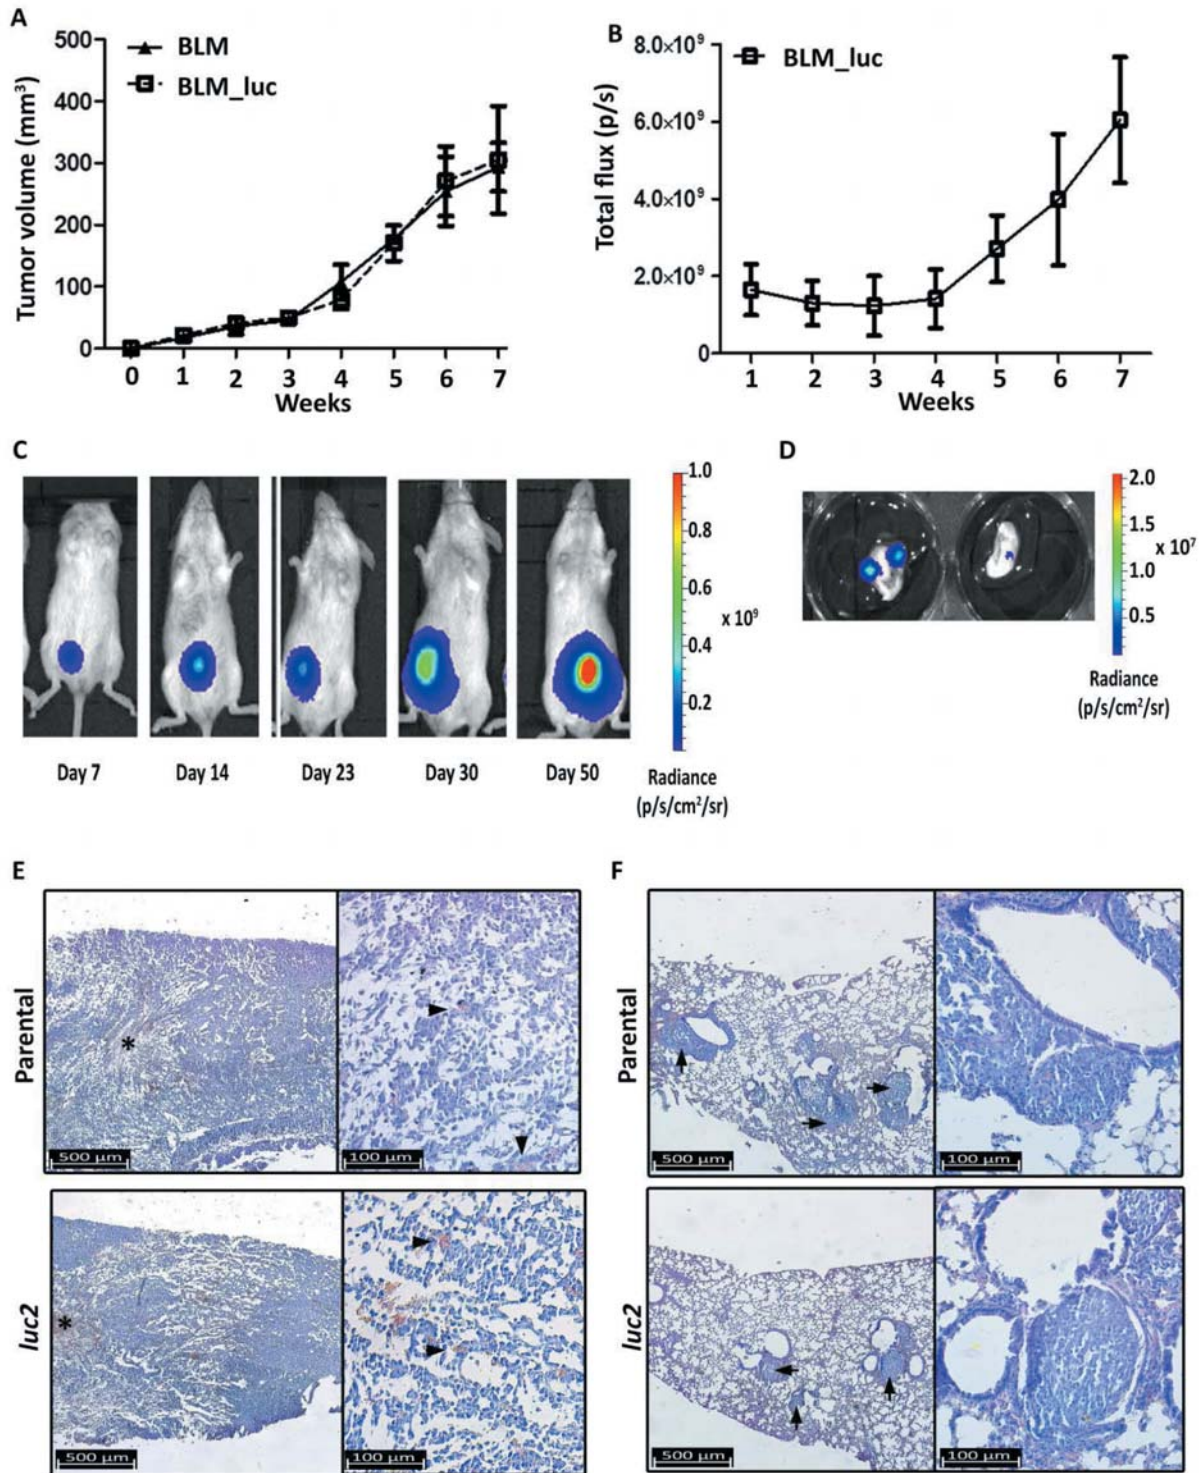 A
Tumor volume (mm³)
500
400
300
200
100
0
BLM
BLM_luc
0 1 2 3 4 5 6 7
Weeks
B
Total flux (p/s)
8.0×10⁹
6.0×10⁹
4.0×10⁹
2.0×10⁹
0
BLM_luc
1 2 3 4 5 6 7
Weeks
C
Day 7
Day 14
Day 23
Day 30
Day 50
1.0
0.8
0.6
0.4
0.2
x 10⁹
Radiance
(p/s/cm²/sr)
D
2.0
1.5
1.0
0.5
x 10⁷
Radiance
(p/s/cm²/sr)
E
Parental
*
500 µm
100 µm
luc2
*
500 µm
100 µm
F
Parental
500 µm
100 µm
luc2
500 µm
100 µm